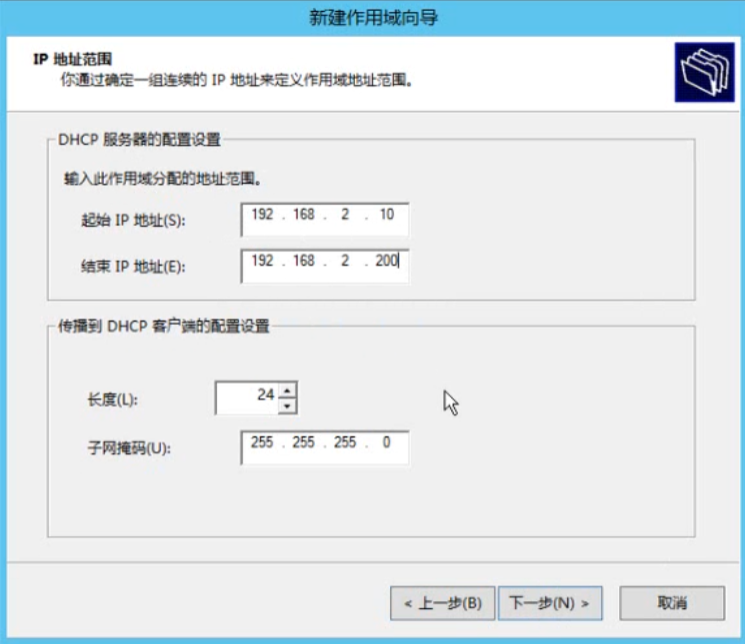 新建作用域向导
IP 地址范围
你通过确定一组连续的 IP 地址来定义作用域地址范围。
DHCP 服务器的配置设置
输入此作用域分配的地址范围。
起始 IP 地址(S): 192 . 168 . 2 . 10
结束 IP 地址(E): 192 . 168 . 2 . 200
传播到 DHCP 客户端的配置设置
长度(L): 24
子网掩码(U): 255 . 255 . 255 . 0
< 上一步(B) 下一步(N) > 取消